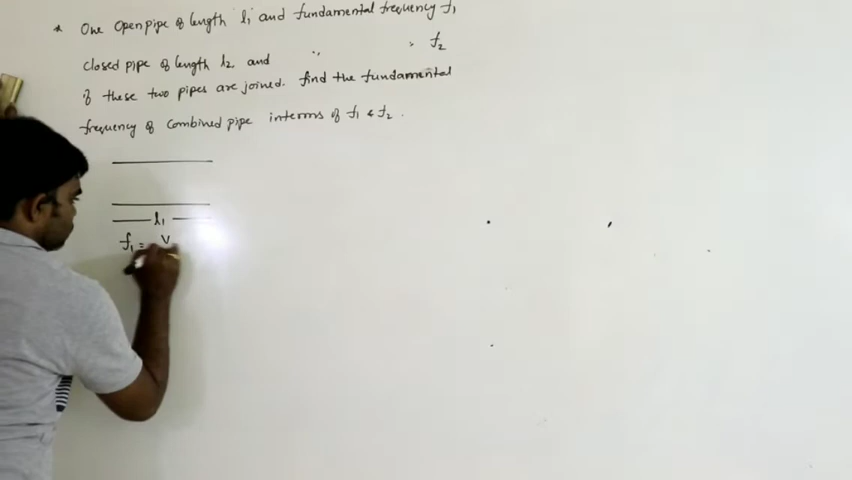 * One Open pipe of length l₁ and fundamental frequency f₁
closed pipe of length l₂ and " " f₂
If these two pipes are joined. find the fundamental
frequency of Combined pipe interms of f₁ & f₂.
l₁
f₁ = V